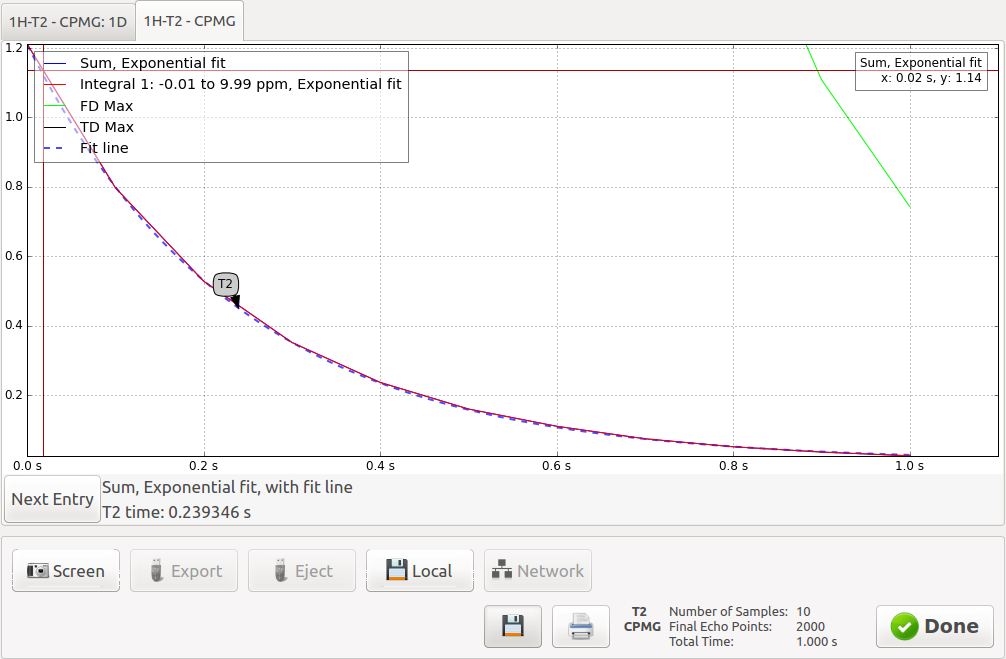 1H-T2 - CPMG: 1D
1H-T2 - CPMG
1.2
1.0
0.8
0.6
0.4
0.2
Sum, Exponential fit
Integral 1: -0.01 to 9.99 ppm, Exponential fit
FD Max
TD Max
Fit line
Sum, Exponential fit
x: 0.02 s, y: 1.14
T2
0.0 s
0.2 s
0.4 s
0.6 s
0.8 s
1.0 s
Next Entry
Sum, Exponential fit, with fit line
T2 time: 0.239346 s
Screen
Export
Eject
Local
Network
T2
CPMG
Number of Samples: 10
Final Echo Points: 2000
Total Time: 1.000 s
Done